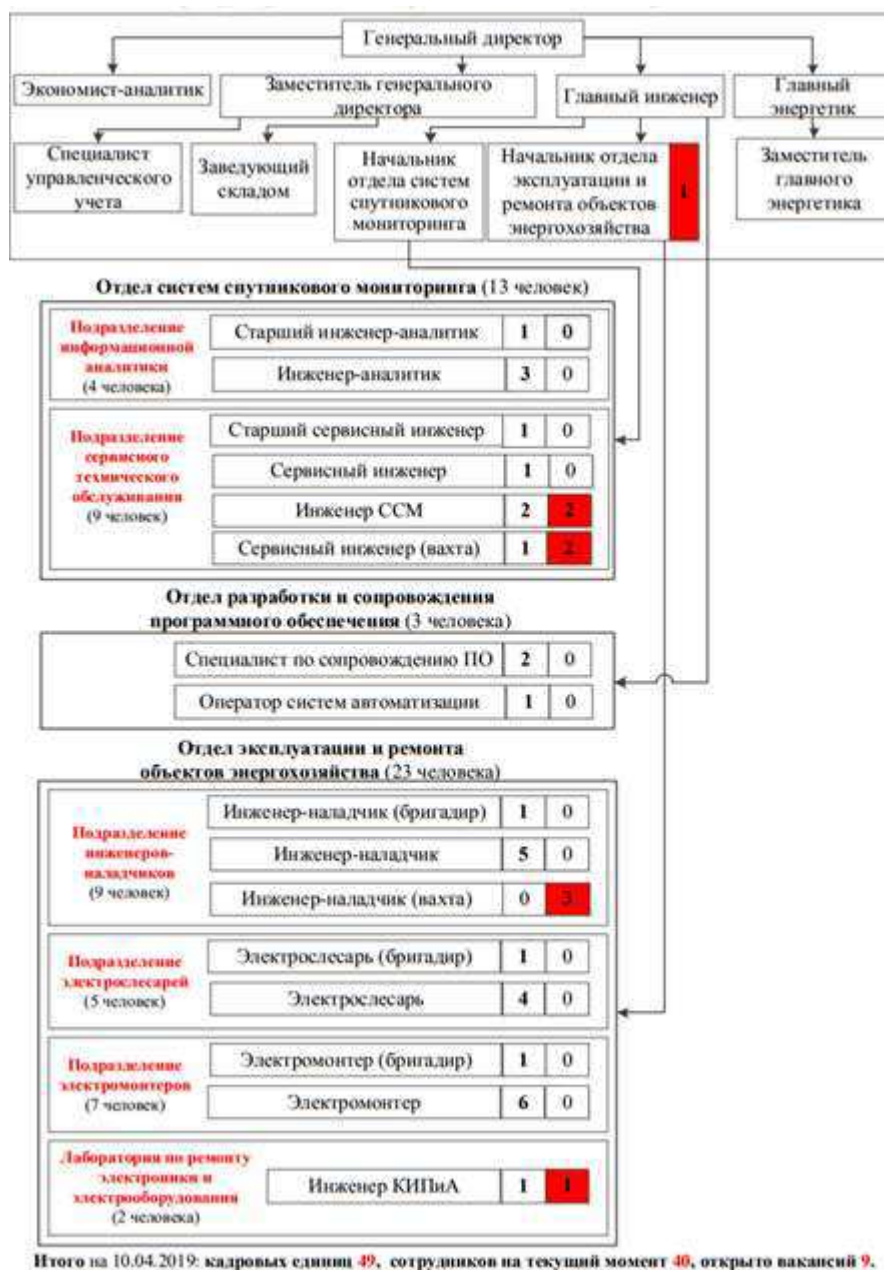 Генеральный директор
Экономист-аналитик
Заместитель генерального
директора
Главный инженер
Главный
энергетик
Специалист
управленческого
учета
Заведующий
складом
Начальник
отдела систем
спутникового
мониторинга
Начальник отдела
эксплуатации и
ремонта объектов
энергохозяйства
1
Заместитель
главного
энергетика
Отдел систем спутникового мониторинга (13 человек)
Подразделение
информационной
аналитики
(4 человека)
Старший инженер-аналитик 1 0
Инженер-аналитик 3 0
Подразделение
сервисного
технического
обслуживания
(9 человек)
Старший сервисный инженер 1 0
Сервисный инженер 1 0
Инженер ССМ 2 2
Сервисный инженер (вахта) 1 2
Отдел разработки и сопровождения
программного обеспечения (3 человека)
Специалист по сопровождению ПО 2 0
Оператор систем автоматизации 1 0
Отдел эксплуатации и ремонта
объектов энергохозяйства (23 человека)
Подразделение
инженеров-
наладчиков
(9 человек)
Инженер-наладчик (бригадир) 1 0
Инженер-наладчик 5 0
Инженер-наладчик (вахта) 0 3
Подразделение
электрослесарей
(5 человек)
Электрослесарь (бригадир) 1 0
Электрослесарь 4 0
Подразделение
электромонтеров
(7 человек)
Электромонтер (бригадир) 1 0
Электромонтер 6 0
Лаборатория по ремонту
электроники и
электрооборудования
(2 человека)
Инженер КИПиА 1 1
Итого на 10.04.2019: кадровых единиц 49, сотрудников на текущий момент 40, открыто вакансий 9.